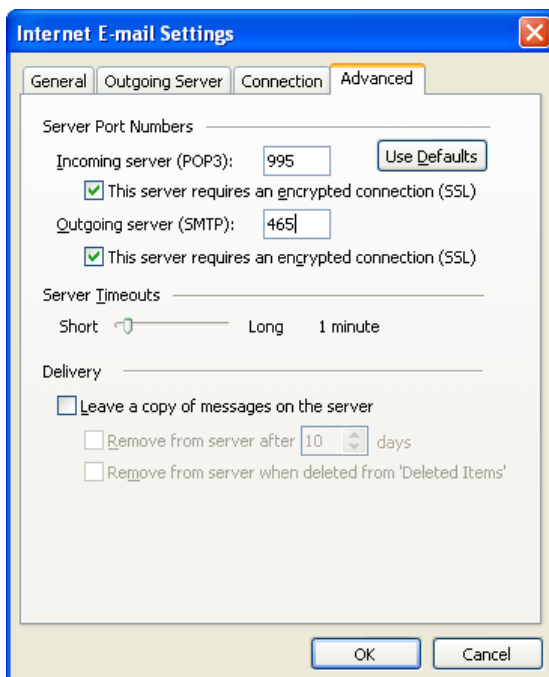 Internet E-mail Settings
General Outgoing Server Connection Advanced
Server Port Numbers
Incoming server (POP3): 995 Use Defaults
This server requires an encrypted connection (SSL)
Outgoing server (SMTP): 465
This server requires an encrypted connection (SSL)
Server Timeouts
Short Long 1 minute
Delivery
Leave a copy of messages on the server
Remove from server after 10 days
Remove from server when deleted from 'Deleted Items'
OK Cancel